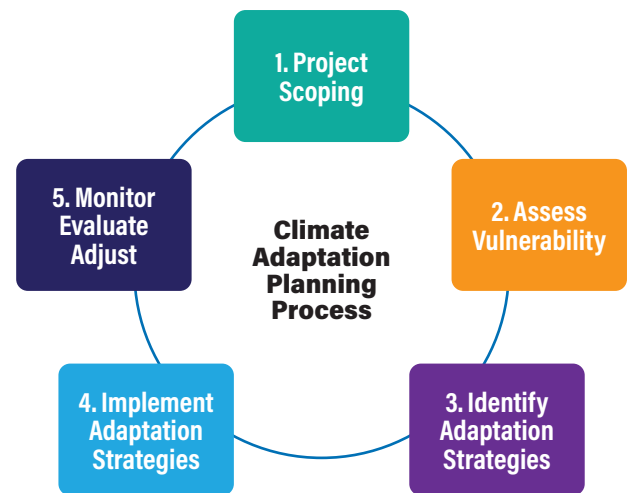 1. Project
Scoping
2. Assess
Vulnerability
3. Identify
Adaptation
Strategies
4. Implement
Adaptation
Strategies
5. Monitor
Evaluate
Adjust
Climate
Adaptation
Planning
Process